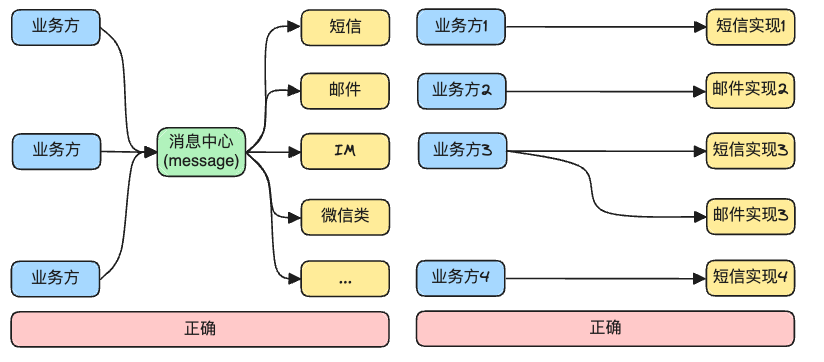 业务方
业务方
业务方
消息中心
(message)
短信
邮件
IM
微信类
...
正确
业务方1
业务方2
业务方3
业务方4
短信实现1
邮件实现2
短信实现3
邮件实现3
短信实现4
正确